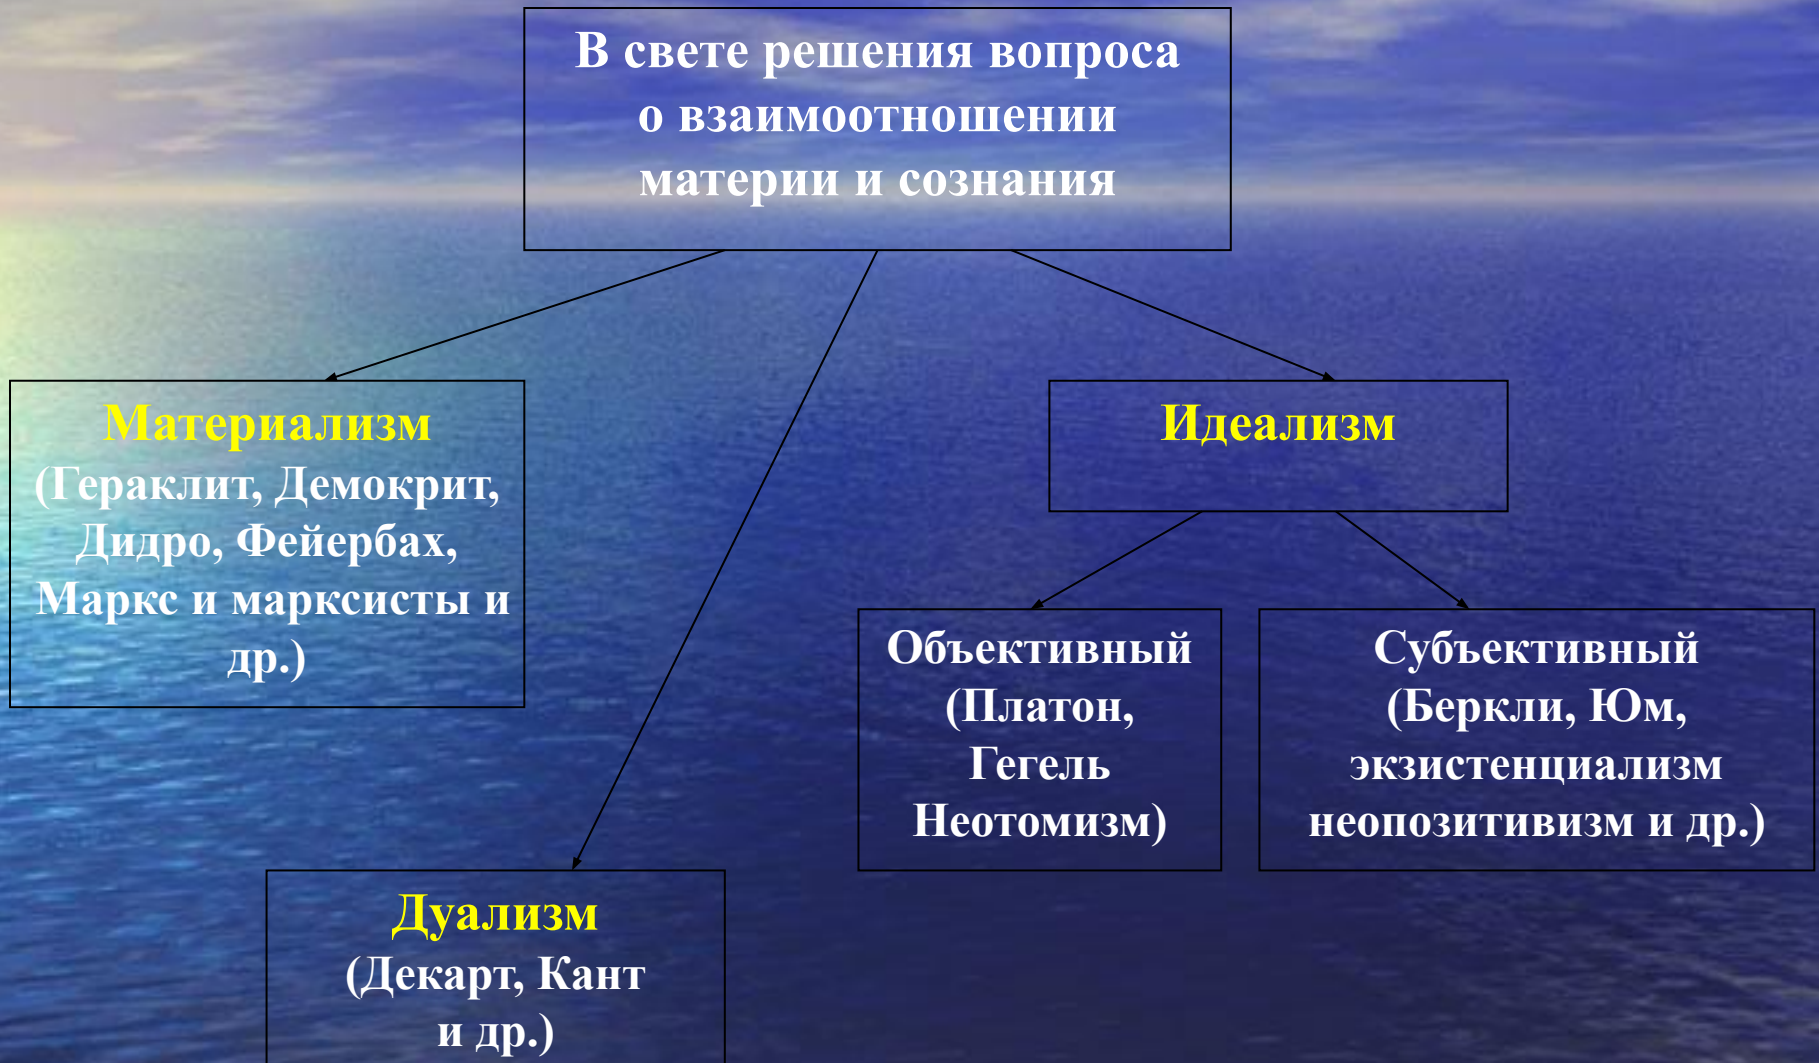 В свете решения вопроса
о взаимоотношении
материи и сознания
Материализм
(Гераклит, Демокрит,
Дидро, Фейербах,
Маркс и марксисты и
др.)
Идеализм
Объективный
(Платон,
Гегель
Неотомизм)
Субъективный
(Беркли, Юм,
экзистенциализм
неопозитивизм и др.)
Дуализм
(Декарт, Кант
и др.)